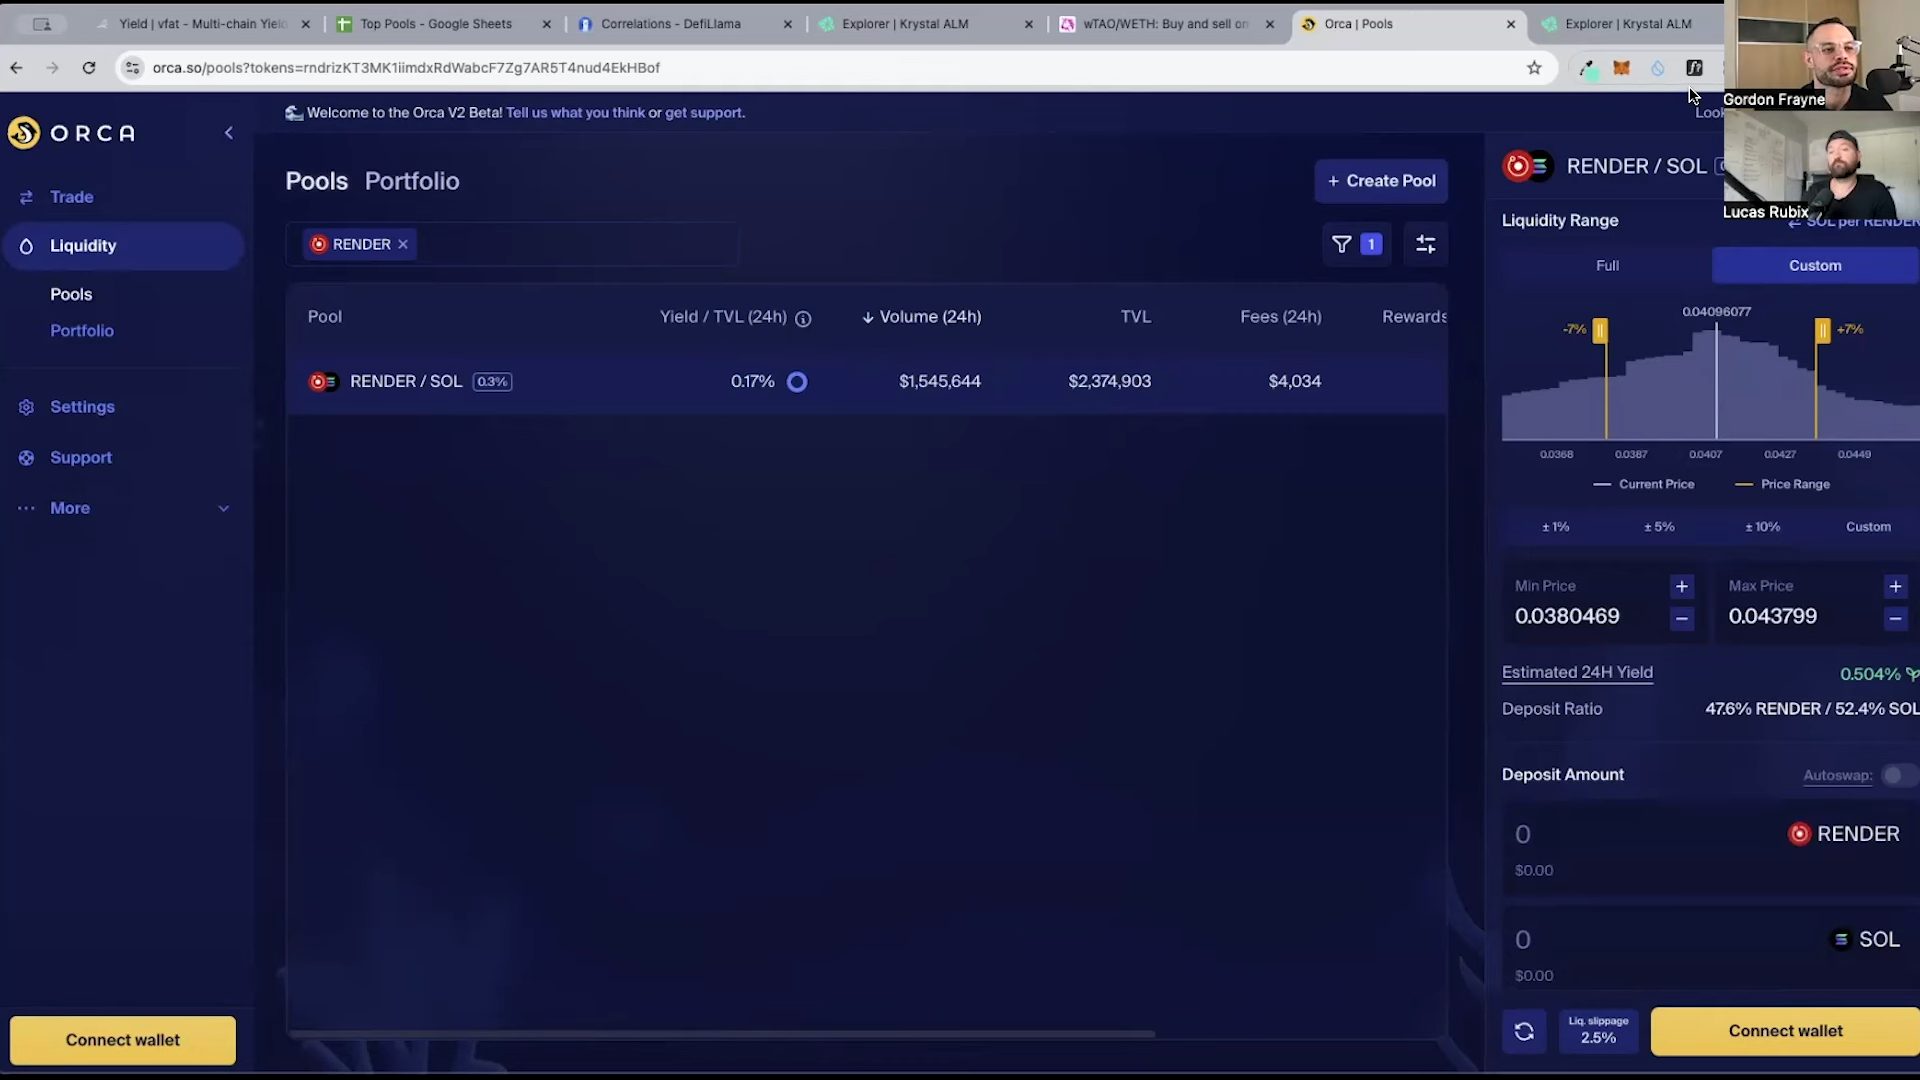 Yield | vfat - Multi-chain Yield
Top Pools - Google Sheets
Correlations - DefiLlama
Explorer | Krystal ALM
wTAO/WETH: Buy and sell on
Orca | Pools
Explorer | Krystal ALM
orca.so/pools?tokens=rndrizKT3MK1iimdxRdWabcF7Zg7AR5T4nud4EkHBof
Gordon Frayne
Lucas Rubix
Welcome to the Orca V2 Beta! Tell us what you think or get support.
Look
ORCA
Trade
Liquidity
Pools
Portfolio
Settings
Support
More
Connect wallet
Pools Portfolio
+ Create Pool
RENDER
1
Pool Yield / TVL (24h) Volume (24h) TVL Fees (24h) Rewards
RENDER / SOL 0.3% 0.17% $1,545,644 $2,374,903 $4,034
RENDER / SOL
Liquidity Range
SOL per RENDER
Full Custom
0.04096077
-7% +7%
0.0368 0.0387 0.0407 0.0427 0.0449
Current Price Price Range
± 1% ± 5% ± 10% Custom
Min Price Max Price
0.0380469 0.043799
Estimated 24H Yield 0.504%
Deposit Ratio 47.6% RENDER / 52.4% SOL
Deposit Amount Autoswap:
0 RENDER
$0.00
0 SOL
$0.00
Liq. slippage
2.5%
Connect wallet